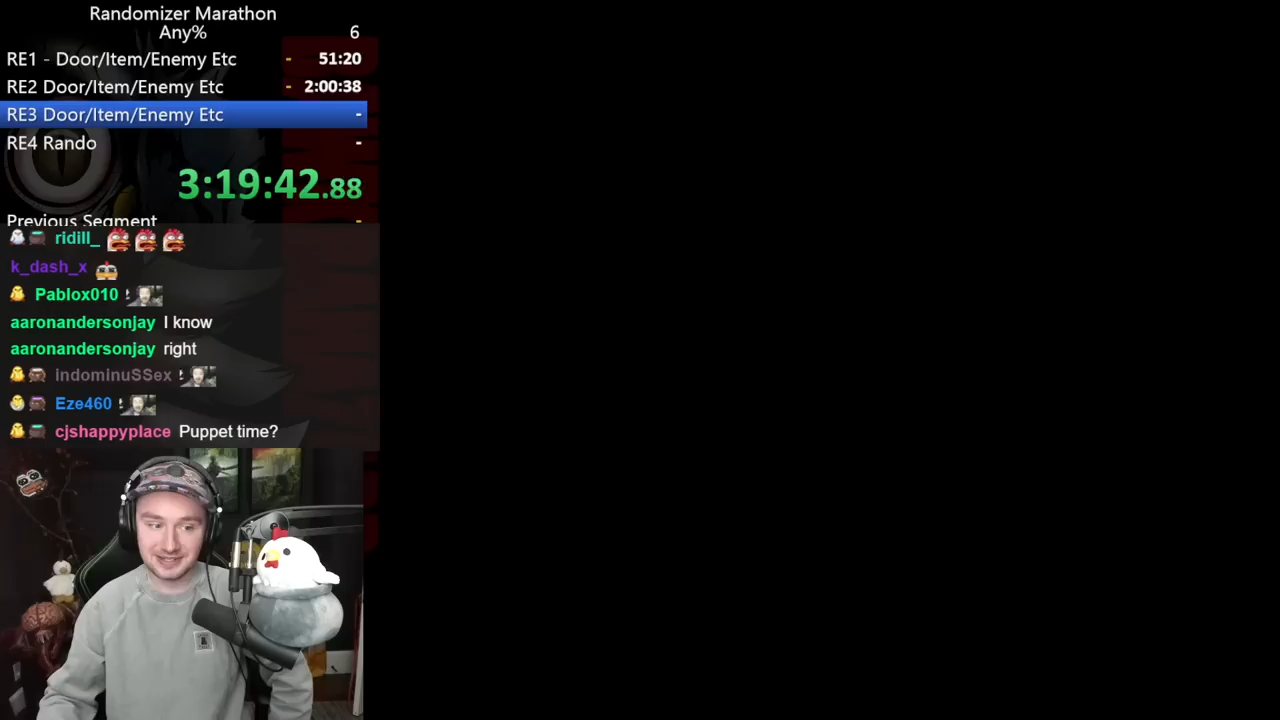 Randomizer Marathon
Any% 6
RE1 - Door/Item/Enemy Etc - 51:20
RE2 Door/Item/Enemy Etc - 2:00:38
RE3 Door/Item/Enemy Etc -
RE4 Rando -
3:19:42.88
Previous Segment -
ridill_
k_dash_x
Pablox010
aaronandersonjay I know
aaronandersonjay right
indominuSSex
Eze460
cjshappyplace Puppet time?